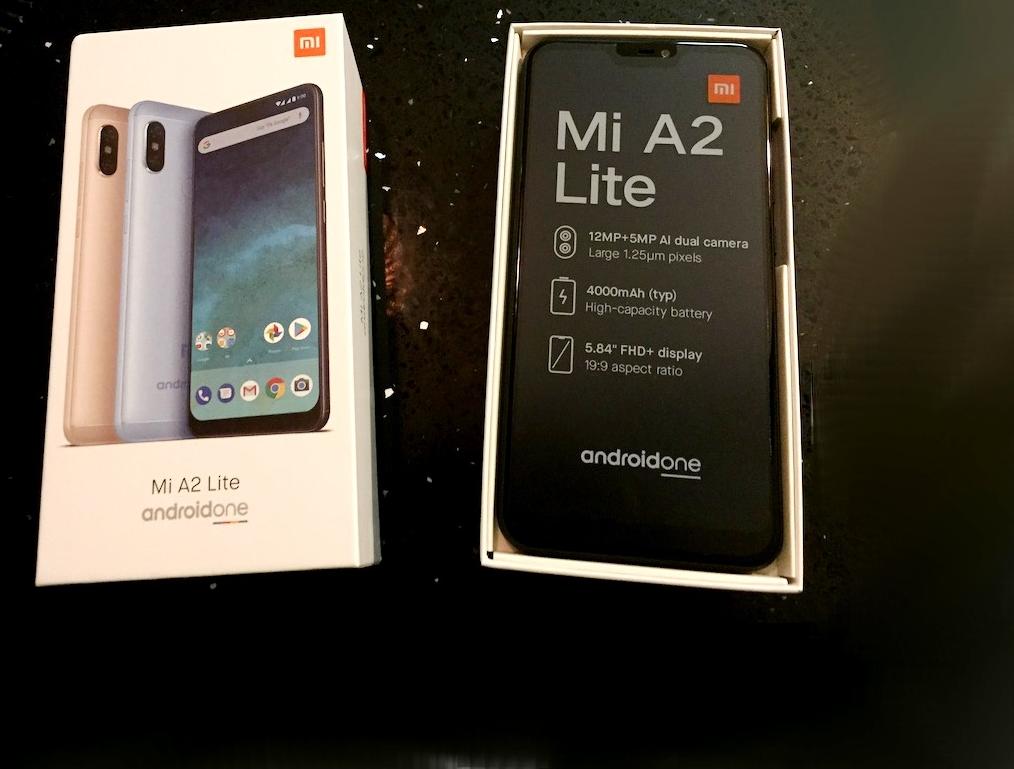 mi
Mi A2 Lite
androidone
mi
Mi A2
Lite
12MP+5MP AI dual camera
Large 1.25µm pixels
4000mAh (typ)
High-capacity battery
5.84" FHD+ display
19:9 aspect ratio
androidone